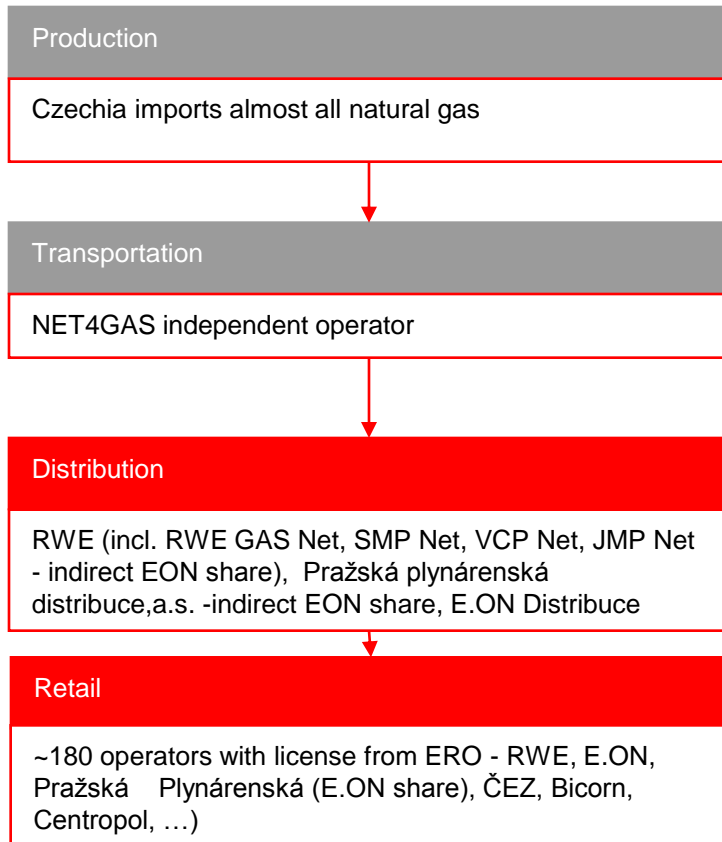 Production
Czechia imports almost all natural gas
Transportation
NET4GAS independent operator
Distribution
RWE (incl. RWE GAS Net, SMP Net, VCP Net, JMP Net
- indirect EON share), Pražská plynárenská
distribuce,a.s. -indirect EON share, E.ON Distribuce
Retail
~180 operators with license from ERO - RWE, E.ON,
Pražská Plynárenská (E.ON share), ČEZ, Bicorn,
Centropol, …)